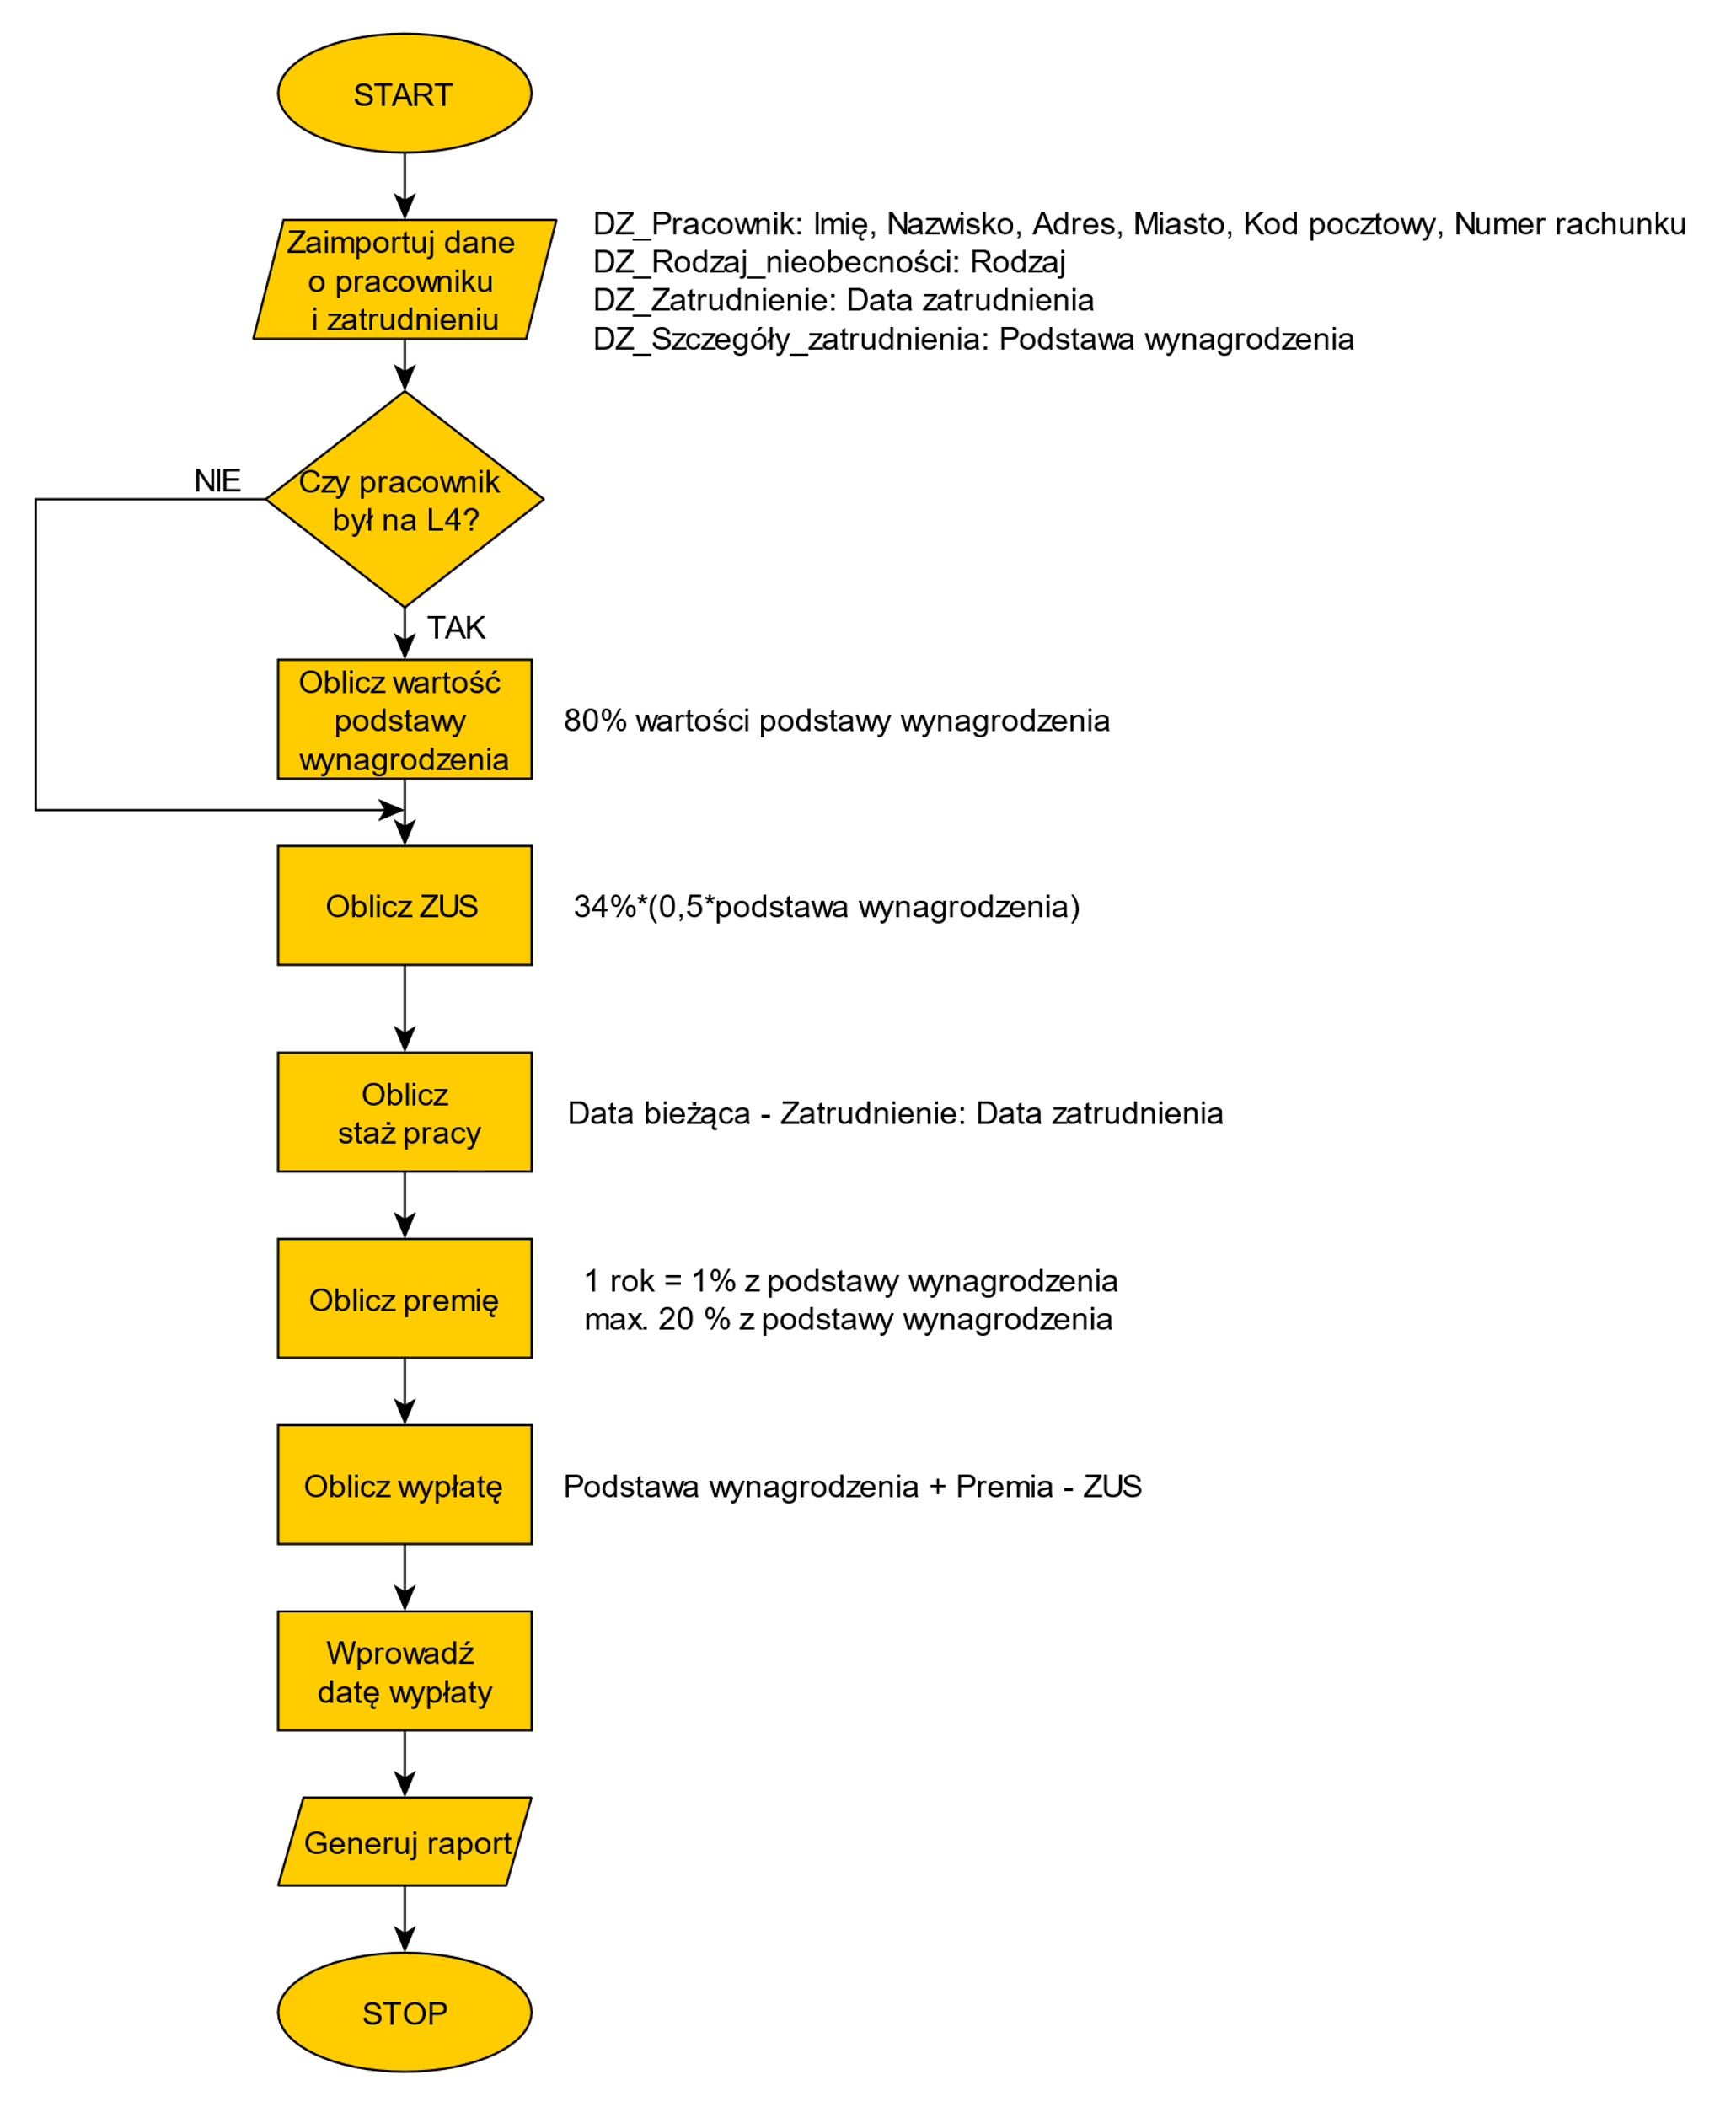 START
Zaimportuj dane
o pracowniku
i zatrudnieniu
DZ_Pracownik: Imię, Nazwisko, Adres, Miasto, Kod pocztowy, Numer rachunku
DZ_Rodzaj_nieobecności: Rodzaj
DZ_Zatrudnienie: Data zatrudnienia
DZ_Szczegóły_zatrudnienia: Podstawa wynagrodzenia
NIE
Czy pracownik
był na L4?
TAK
Oblicz wartość
podstawy
wynagrodzenia
80% wartości podstawy wynagrodzenia
Oblicz ZUS
34%*(0,5*podstawa wynagrodzenia)
Oblicz
staż pracy
Data bieżąca - Zatrudnienie: Data zatrudnienia
Oblicz premię
1 rok = 1% z podstawy wynagrodzenia
max. 20 % z podstawy wynagrodzenia
Oblicz wypłatę
Podstawa wynagrodzenia + Premia - ZUS
Wprowadź
datę wypłaty
Generuj raport
STOP